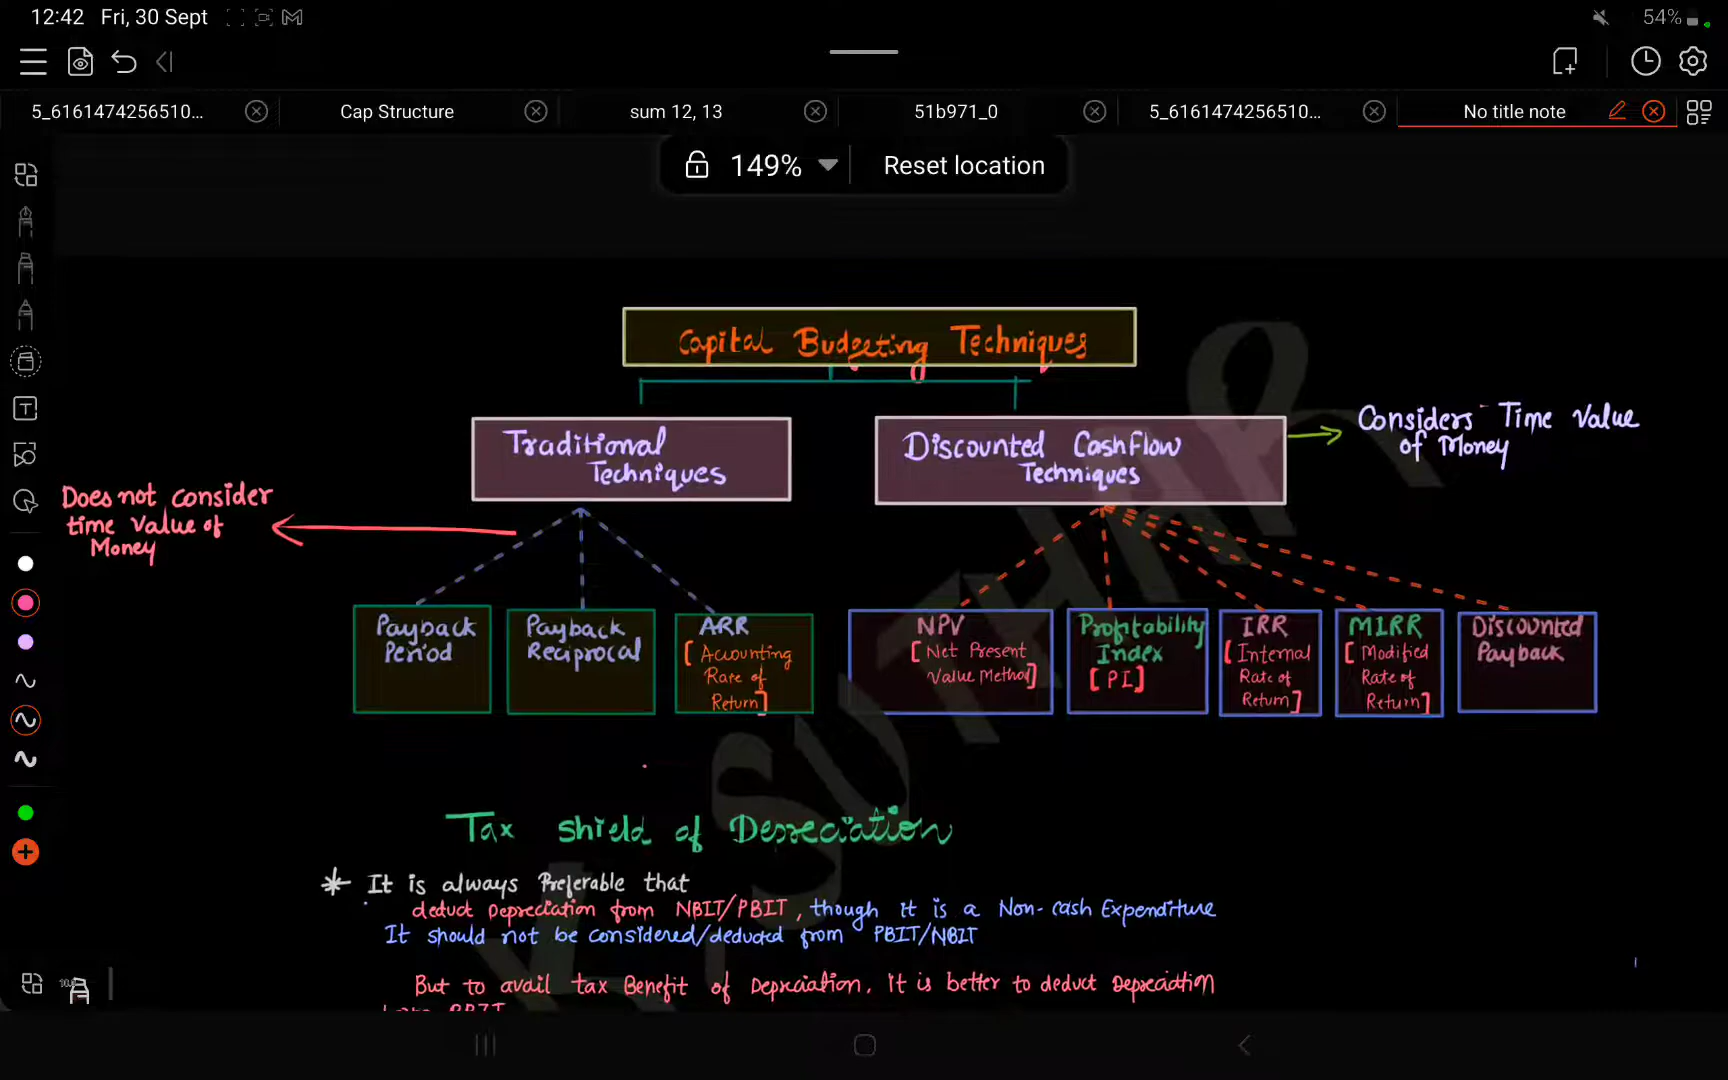 12:42 Fri, 30 Sept
54%
5_6161474256510...
Cap Structure
sum 12, 13
51b971_0
5_6161474256510...
No title note
149%
Reset location
Capital Budgeting Techniques
Traditional
Techniques
Discounted Cashflow
Techniques
Considers Time Value
of Money
Does not consider
time value of
Money
Payback
Period
Payback
Reciprocal
ARR
[ Accounting
Rate of
Return]
NPV
[ Net Present
Value Method]
Profitability
Index
[ PI ]
IRR
[ Internal
Rate of
Return]
MIRR
[ Modified
Rate of
Return]
Discounted
Payback
Tax Shield of Depreciation
* It is always Preferable that
deduct Depreciation from NBIT/PBIT, though it is a Non-cash Expenditure
It should not be considered/deducted from PBIT/NBIT
But to avail tax Benefit of Depreciation. It is better to deduct Depreciation
SUTHAR